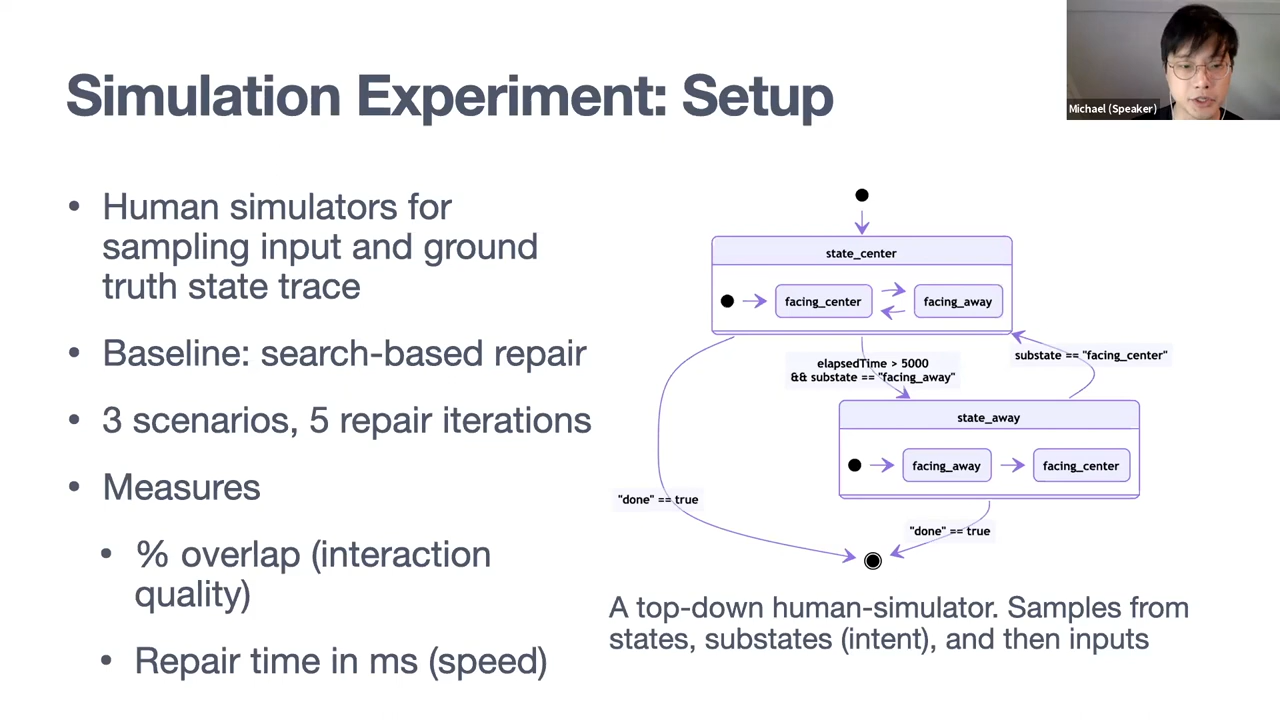 Simulation Experiment: Setup
Michael (Speaker)
• Human simulators for
sampling input and ground
truth state trace
• Baseline: search-based repair
• 3 scenarios, 5 repair iterations
• Measures
• % overlap (interaction
quality)
• Repair time in ms (speed)
state_center
facing_center
facing_away
elapsedTime > 5000
&& substate == "facing_away"
substate == "facing_center"
state_away
facing_away
facing_center
"done" == true
"done" == true
A top-down human-simulator. Samples from
states, substates (intent), and then inputs